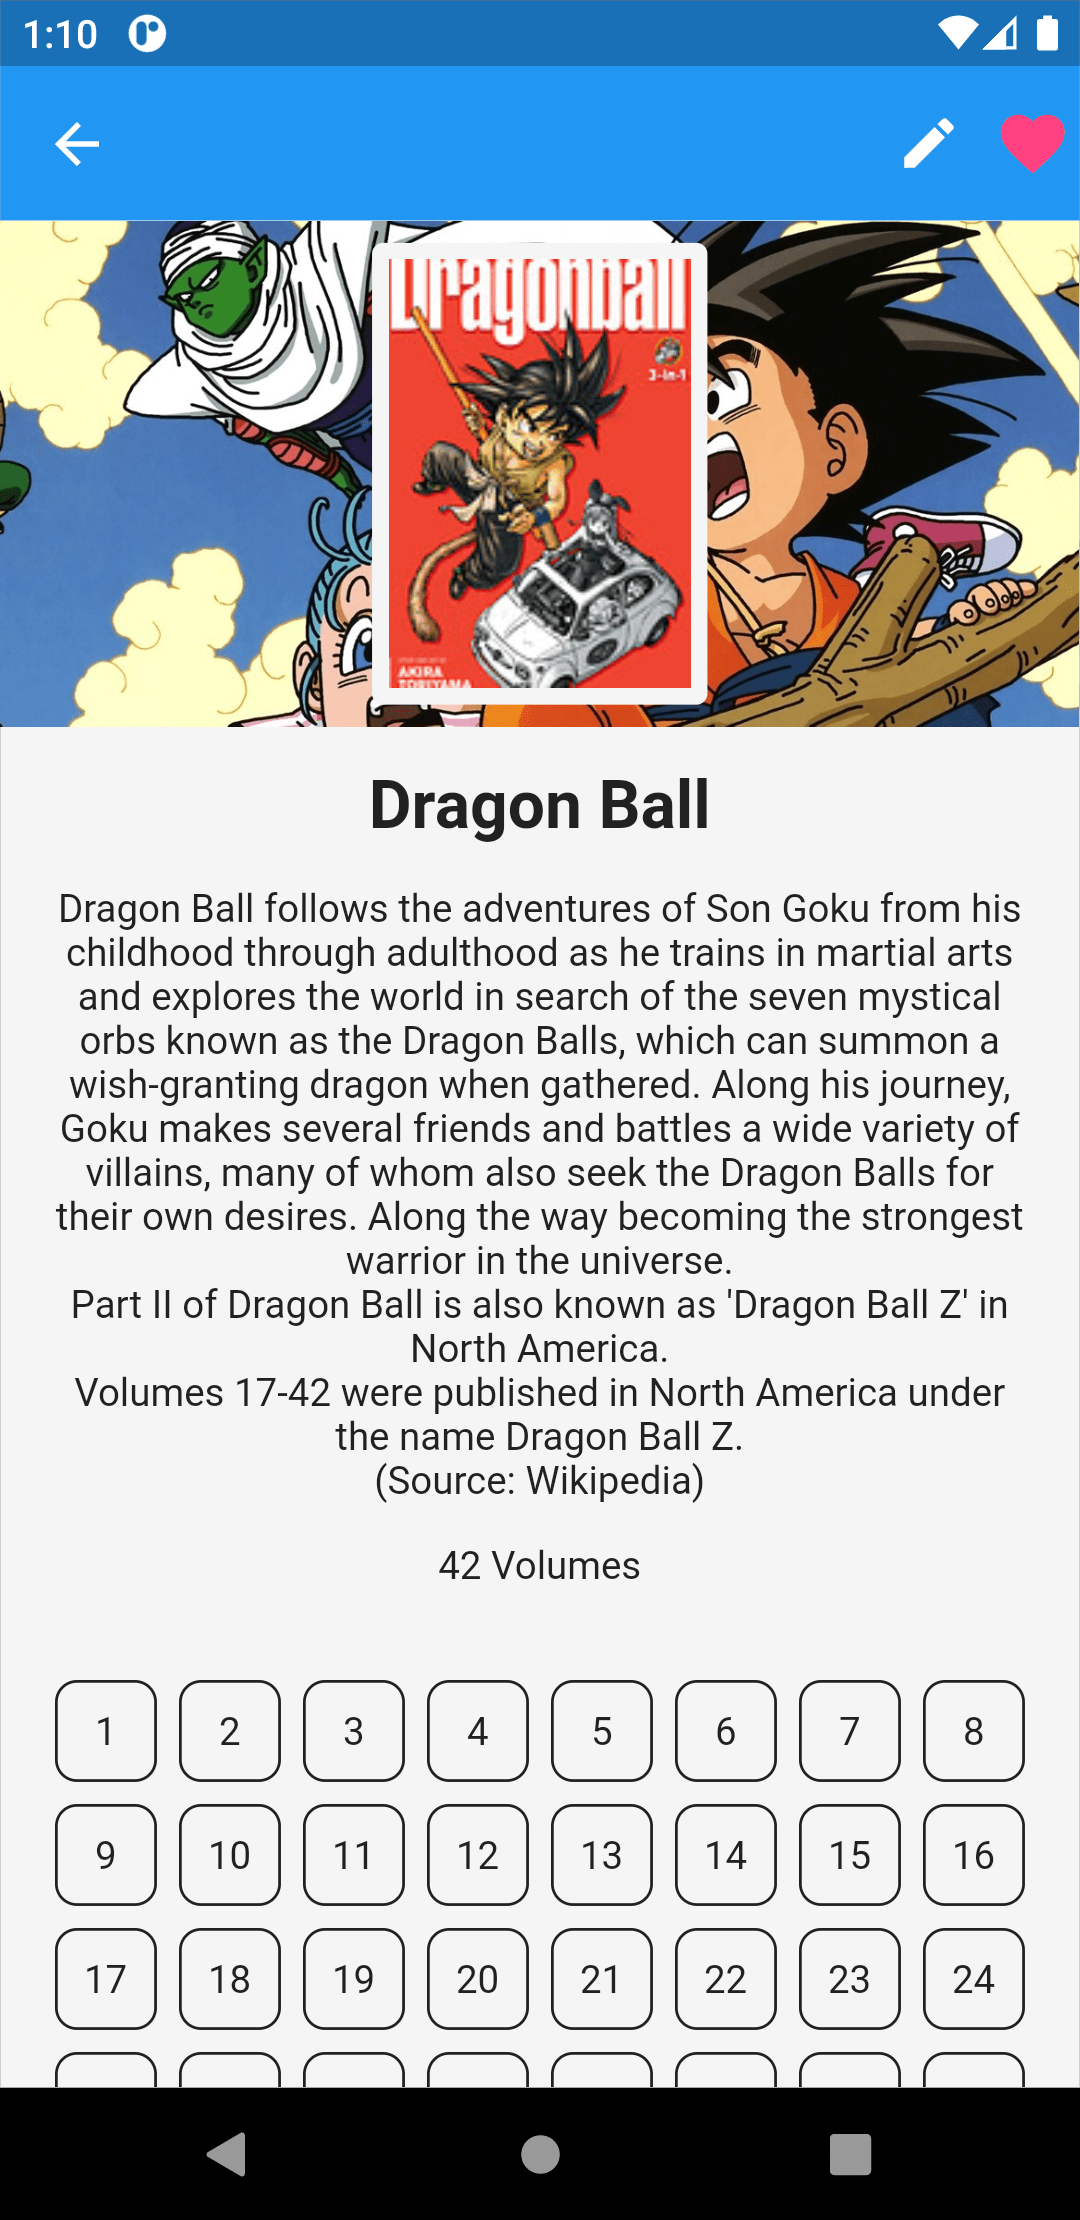 1:10
Dragonball
3-in-1
AKIRA
TORIYAMA
Dragon Ball
Dragon Ball follows the adventures of Son Goku from his
childhood through adulthood as he trains in martial arts
and explores the world in search of the seven mystical
orbs known as the Dragon Balls, which can summon a
wish-granting dragon when gathered. Along his journey,
Goku makes several friends and battles a wide variety of
villains, many of whom also seek the Dragon Balls for
their own desires. Along the way becoming the strongest
warrior in the universe.
Part II of Dragon Ball is also known as 'Dragon Ball Z' in
North America.
Volumes 17-42 were published in North America under
the name Dragon Ball Z.
(Source: Wikipedia)
42 Volumes
1 2 3 4 5 6 7 8
9 10 11 12 13 14 15 16
17 18 19 20 21 22 23 24